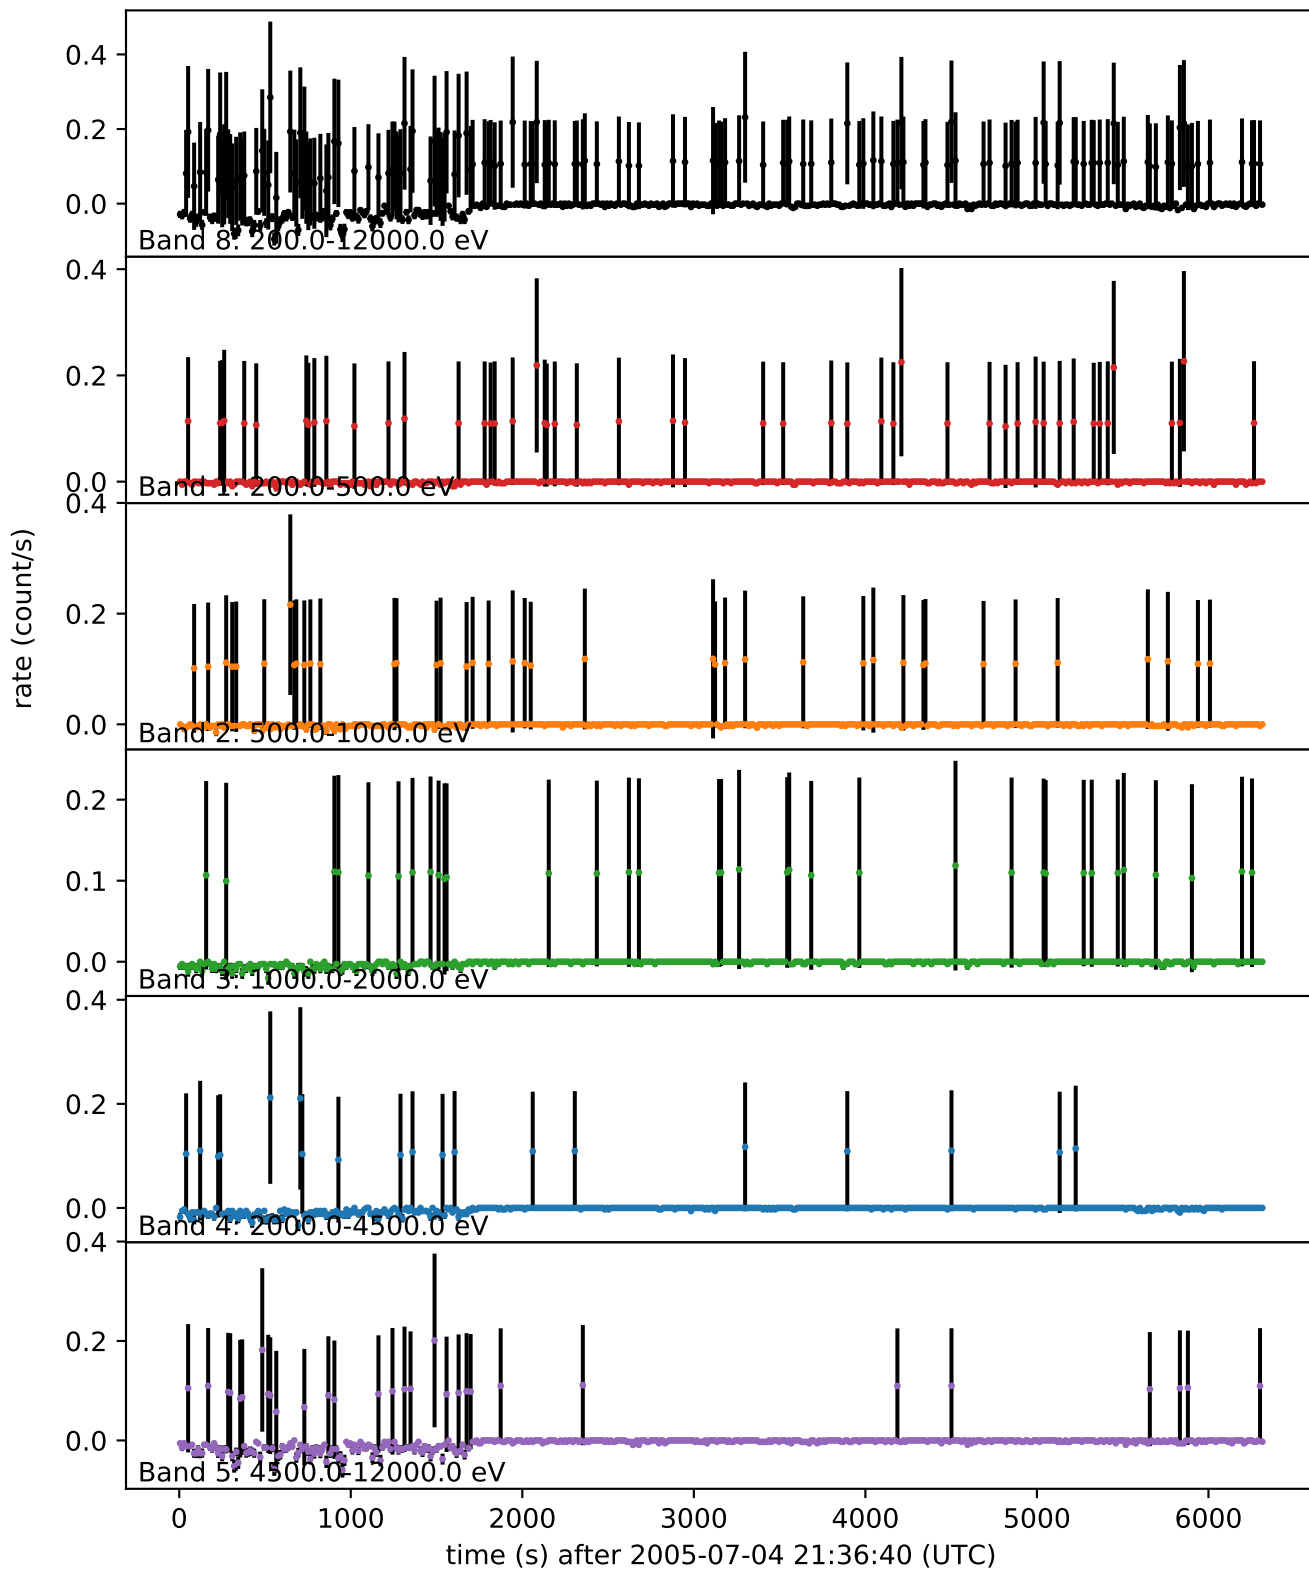 0.4
0.2
0.0
Band 8: 200.0-12000.0 eV
0.4
0.2
0.0
Band 1: 200.0-500.0 eV
0.4
0.2
0.0
Band 2: 500.0-1000.0 eV
rate (count/s)
0.2
0.1
0.0
Band 3: 1000.0-2000.0 eV
0.4
0.2
0.0
Band 4: 2000.0-4500.0 eV
0.4
0.2
0.0
Band 5: 4500.0-12000.0 eV
0 1000 2000 3000 4000 5000 6000
time (s) after 2005-07-04 21:36:40 (UTC)